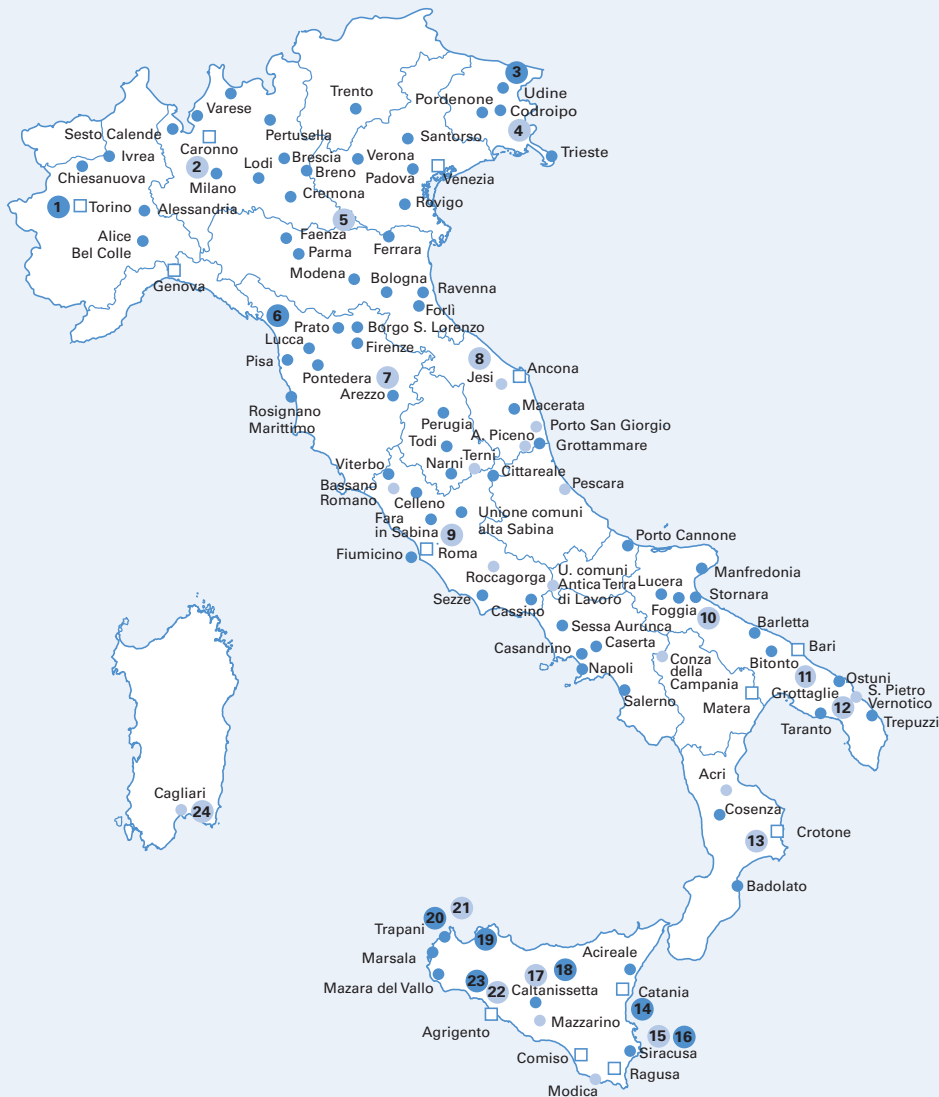 3
Trento
Udine
Varese
Pordenone
Codroipo
Sesto Calende
Pertusella
Santorso
4
Caronno
Trieste
Ivrea
Brescia
Verona
2
Lodi
Breno
Chiesanuova
Milano
Padova
Venezia
Cremona
1
Torino
Alessandria
Rovigo
5
Alice
Bel Colle
Faenza
Parma
Ferrara
Modena
Bologna
Genova
Ravenna
Forlì
6
Prato
Borgo S. Lorenzo
Lucca
Firenze
Pisa
8
Ancona
Pontedera
7
Jesi
Arezzo
Rosignano
Marittimo
Macerata
Perugia
Porto San Giorgio
A. Piceno
Todi
Grottammare
Terni
Viterbo
Narni
Cittareale
Bassano
Romano
Pescara
Celleno
Fara
in Sabina
Unione comuni
alta Sabina
9
Porto Cannone
Fiumicino
Roma
U. comuni
Antica Terra
di Lavoro
Roccagorga
Lucera
Manfredonia
Sezze
Cassino
Stornara
Foggia
10
Sessa Aurunca
Barletta
Casandrino
Caserta
Bari
Conza
della
Campania
Bitonto
Napoli
11
Ostuni
Grottaglie
S. Pietro
Vernotico
Salerno
Matera
12
Trepuzzi
Taranto
Acri
Cagliari
24
Cosenza
13
Crotone
Badolato
20
21
Trapani
19
Marsala
Acireale
17
18
23
22
Mazara del Vallo
Caltanissetta
Catania
14
Agrigento
Mazzarino
15
16
Siracusa
Comiso
Ragusa
Modica